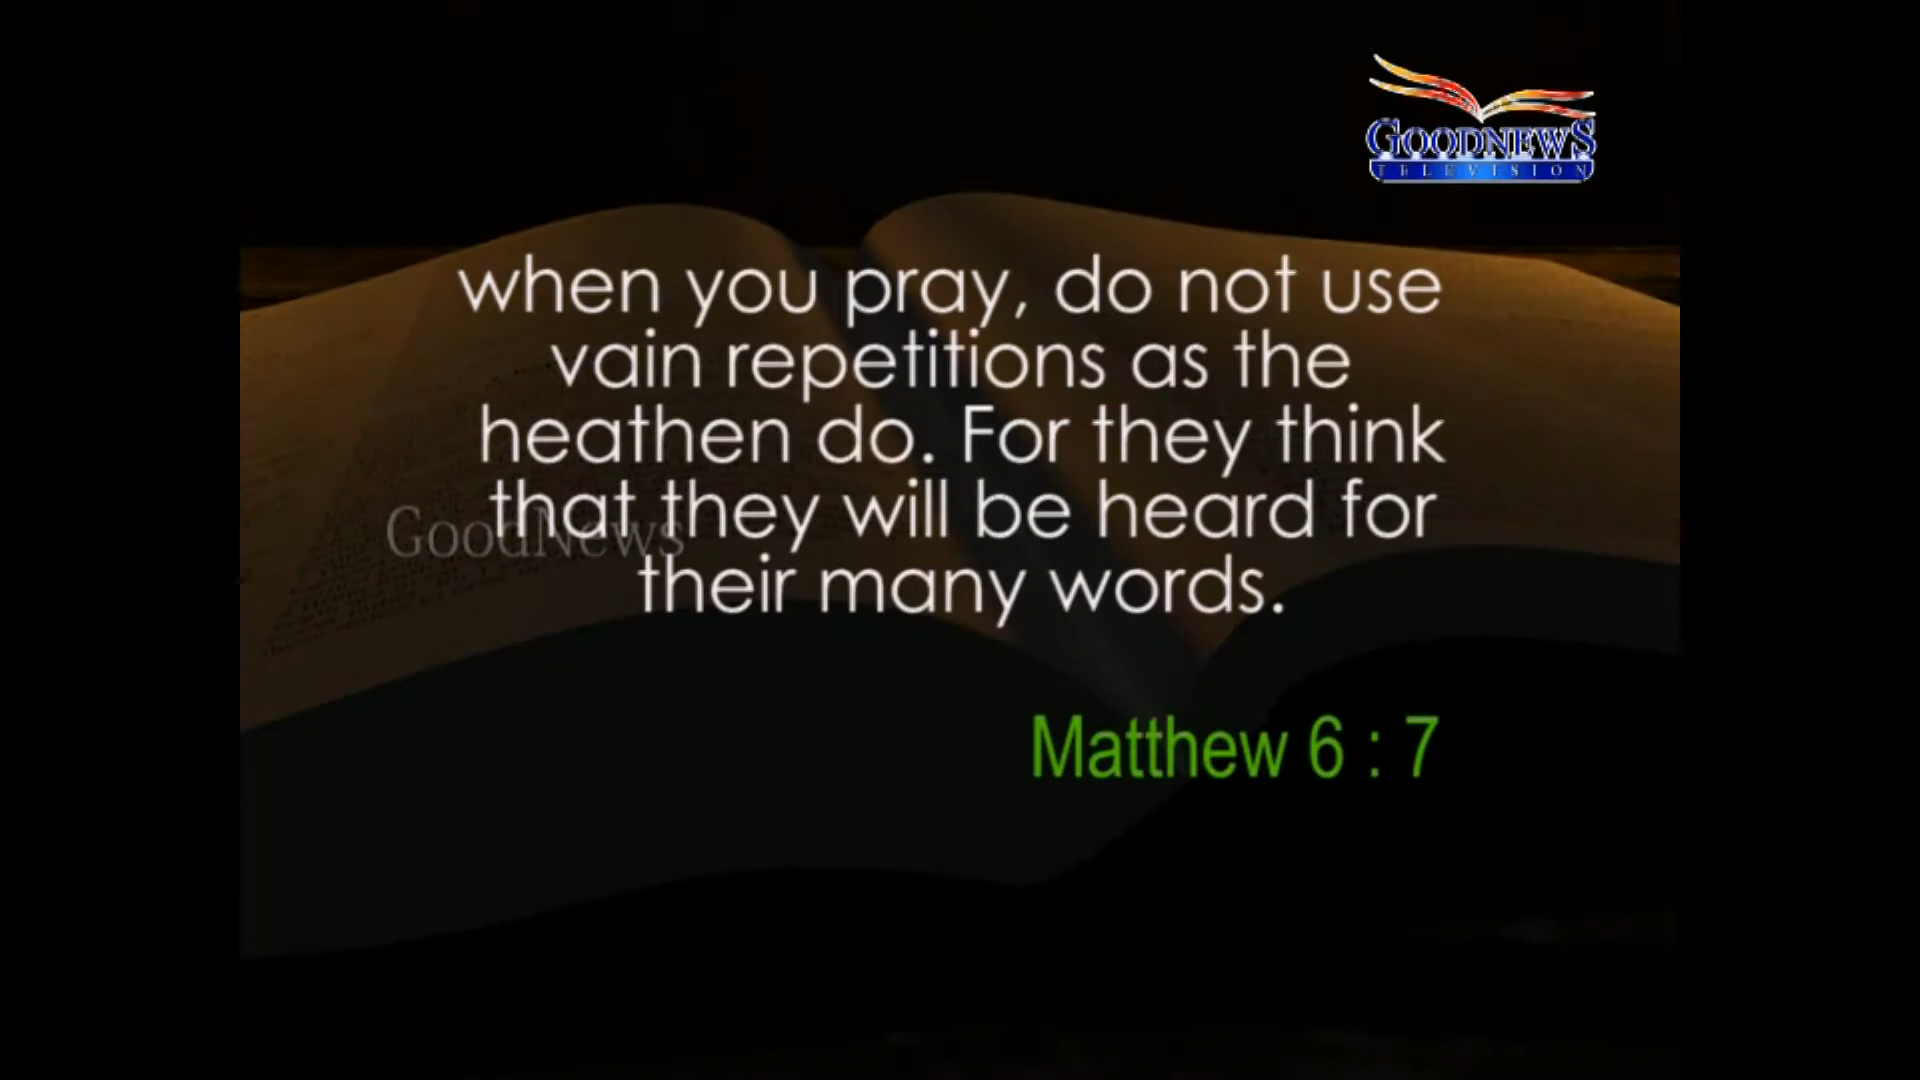 GOODNEWS
TELEVISION
when you pray, do not use
vain repetitions as the
heathen do. For they think
that they will be heard for
GoodNews
their many words.
Matthew 6 : 7